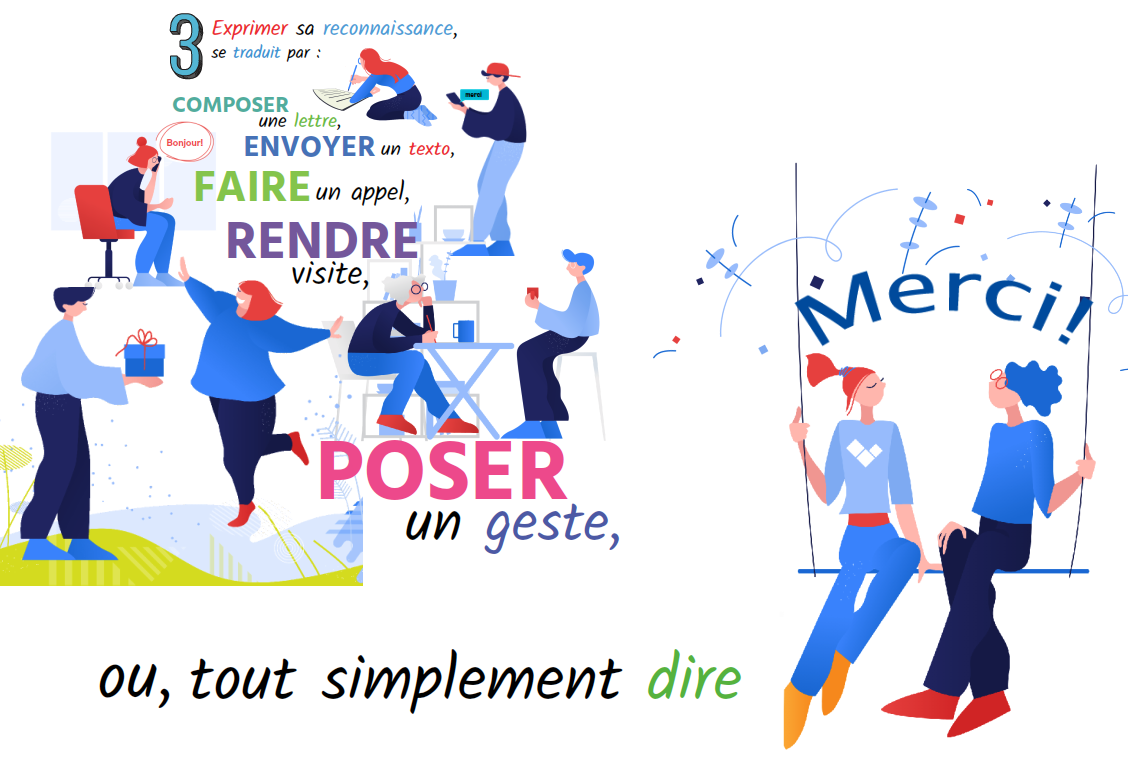 3 Exprimer sa reconnaissance,
se traduit par :
merci
COMPOSER
une lettre,
Bonjour!
ENVOYER un texto,
FAIRE un appel,
RENDRE
visite,
Merci!
POSER
un geste,
ou, tout simplement dire